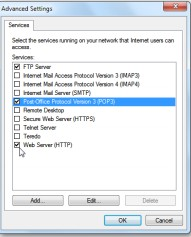 Advanced Settings
Services
Select the services running on your network that Internet users can
access.
Services:
FTP Server
Internet Mail Access Protocol Version 3 (IMAP3)
Internet Mail Access Protocol Version 4 (IMAP4)
Internet Mail Server (SMTP)
Post-Office Protocol Version 3 (POP3)
Remote Desktop
Secure Web Server (HTTPS)
Telnet Server
Teredo
Web Server (HTTP)
Add... Edit... Delete
OK Cancel